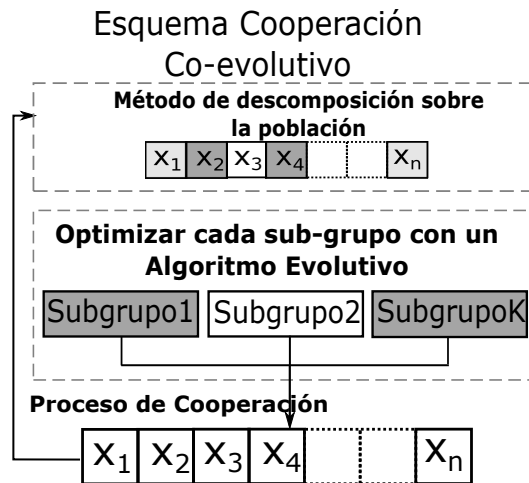 Esquema Cooperación
Co-evolutivo
Método de descomposición sobre
la población
x1 x2 x3 x4 xn
Optimizar cada sub-grupo con un
Algoritmo Evolutivo
Subgrupo1 Subgrupo2 SubgrupoK
Proceso de Cooperación
x1 x2 x3 x4 xn